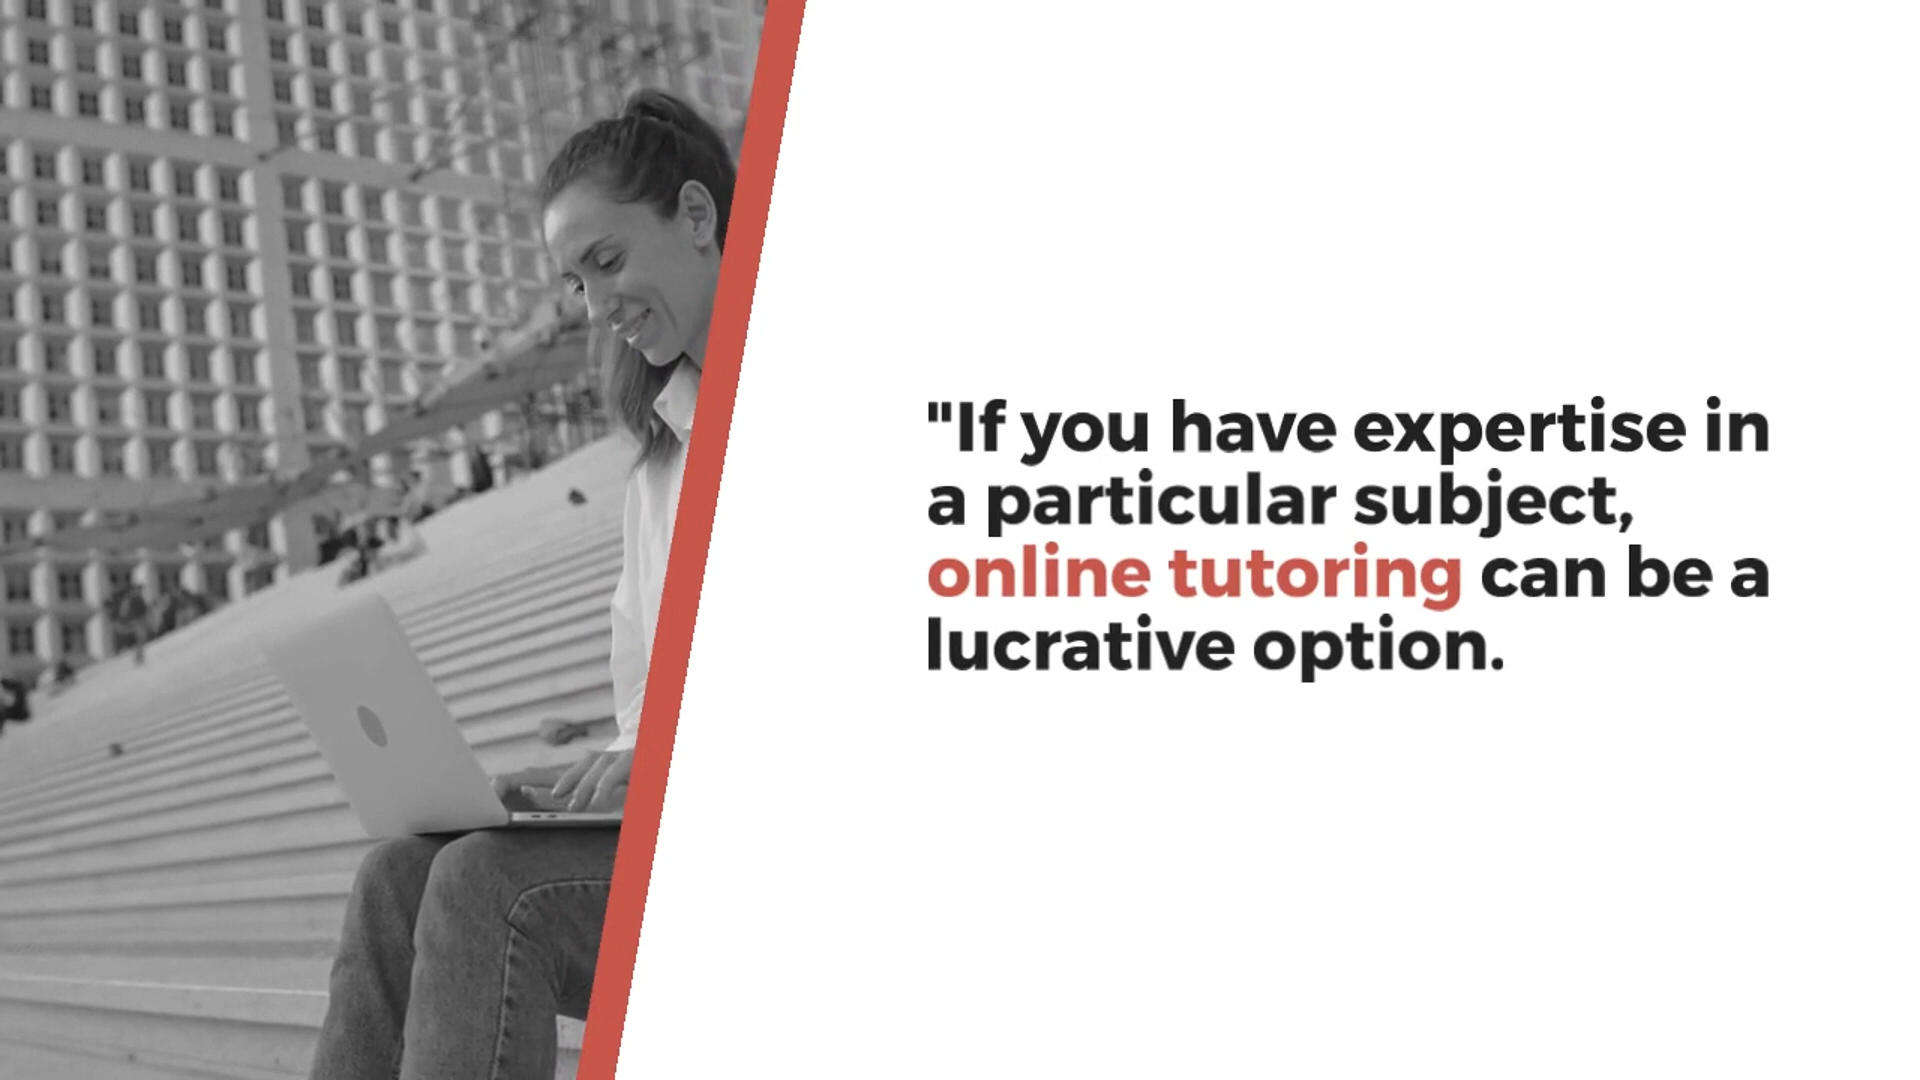 "If you have expertise in
a particular subject,
online tutoring can be a
lucrative option.